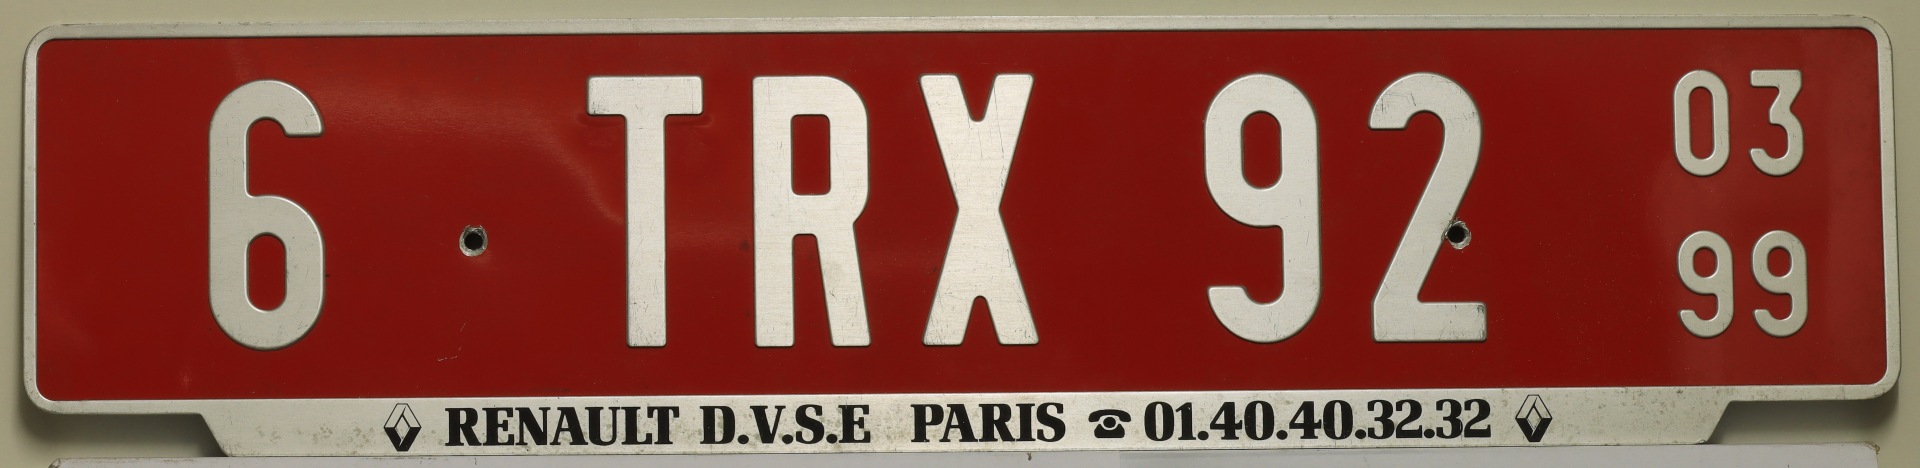 6 TRX 92 03
99
RENAULT D.V.S.E PARIS ☎ 01.40.40.32.32